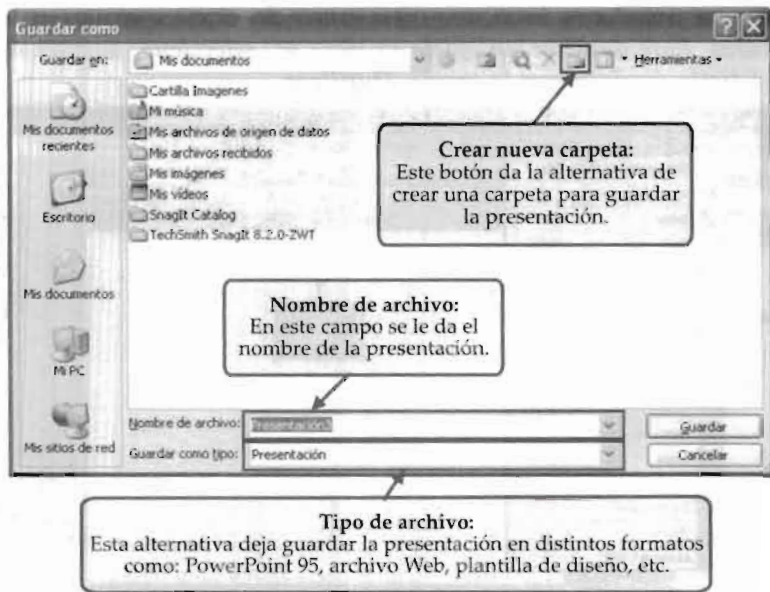 Guardar como
Guardar en: Mis documentos Herramientas
Mis documentos
recientes
Escritorio
Mis documentos
Mi PC
Mis sitios de red
Cartilla Imagenes
Mi música
Mis archivos de origen de datos
Mis archivos recibidos
Mis imágenes
Mis vídeos
SnagIt Catalog
TechSmith SnagIt 8.2.0-ZWT
Crear nueva carpeta:
Este botón da la alternativa de
crear una carpeta para guardar
la presentación.
Nombre de archivo:
En este campo se le da el
nombre de la presentación.
Nombre de archivo: Guardar
Guardar como tipo: Presentación Cancelar
Tipo de archivo:
Esta alternativa deja guardar la presentación en distintos formatos
como: PowerPoint 95, archivo Web, plantilla de diseño, etc.